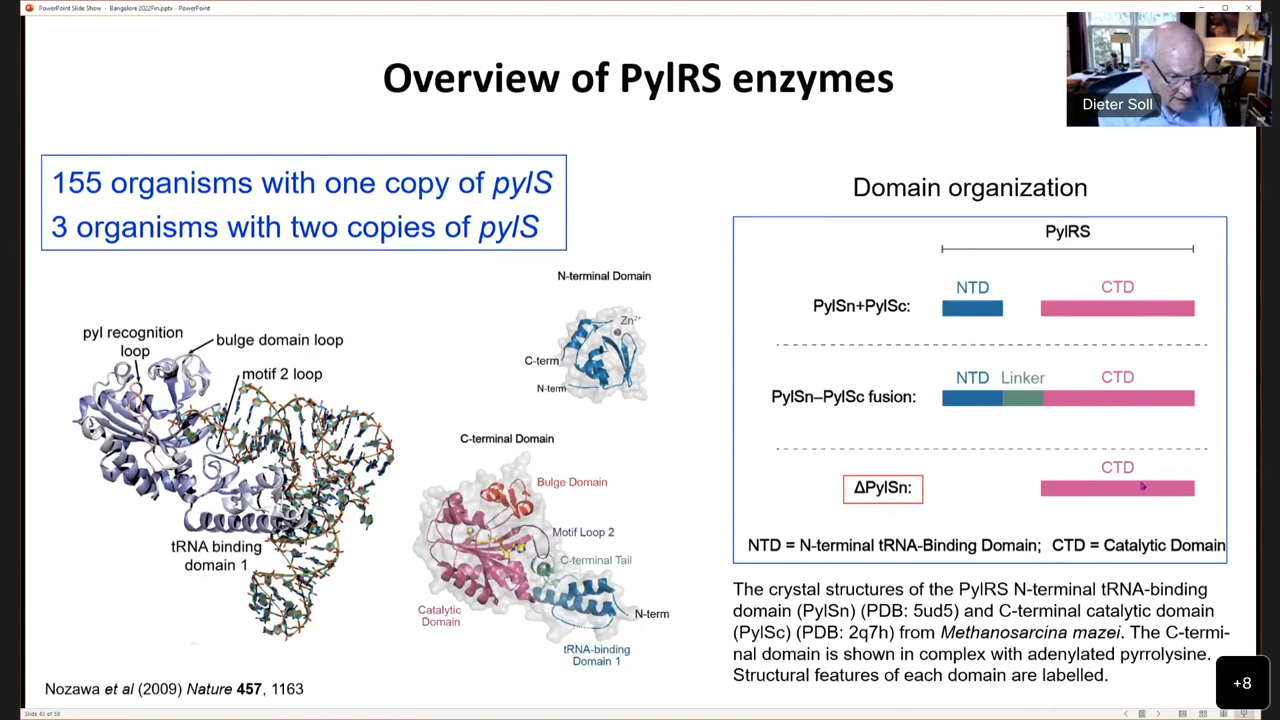 PowerPoint Slide Show - Bangalore 2022Fin.pptx - PowerPoint
Overview of PylRS enzymes
Dieter Soll
155 organisms with one copy of pylS
3 organisms with two copies of pylS
pyl recognition
loop
bulge domain loop
motif 2 loop
tRNA binding
domain 1
Nozawa et al (2009) Nature 457, 1163
N-terminal Domain
Zn2+
C-term
N-term
C-terminal Domain
Bulge Domain
Motif Loop 2
C-terminal Tail
N-term
Catalytic
Domain
tRNA-binding
Domain 1
Domain organization
PylRS
NTD CTD
PylSn+PylSc:
NTD Linker CTD
PylSn–PylSc fusion:
CTD
ΔPylSn:
NTD = N-terminal tRNA-Binding Domain; CTD = Catalytic Domain
The crystal structures of the PylRS N-terminal tRNA-binding
domain (PylSn) (PDB: 5ud5) and C-terminal catalytic domain
(PylSc) (PDB: 2q7h) from Methanosarcina mazei. The C-termi-
nal domain is shown in complex with adenylated pyrrolysine.
Structural features of each domain are labelled.
+8